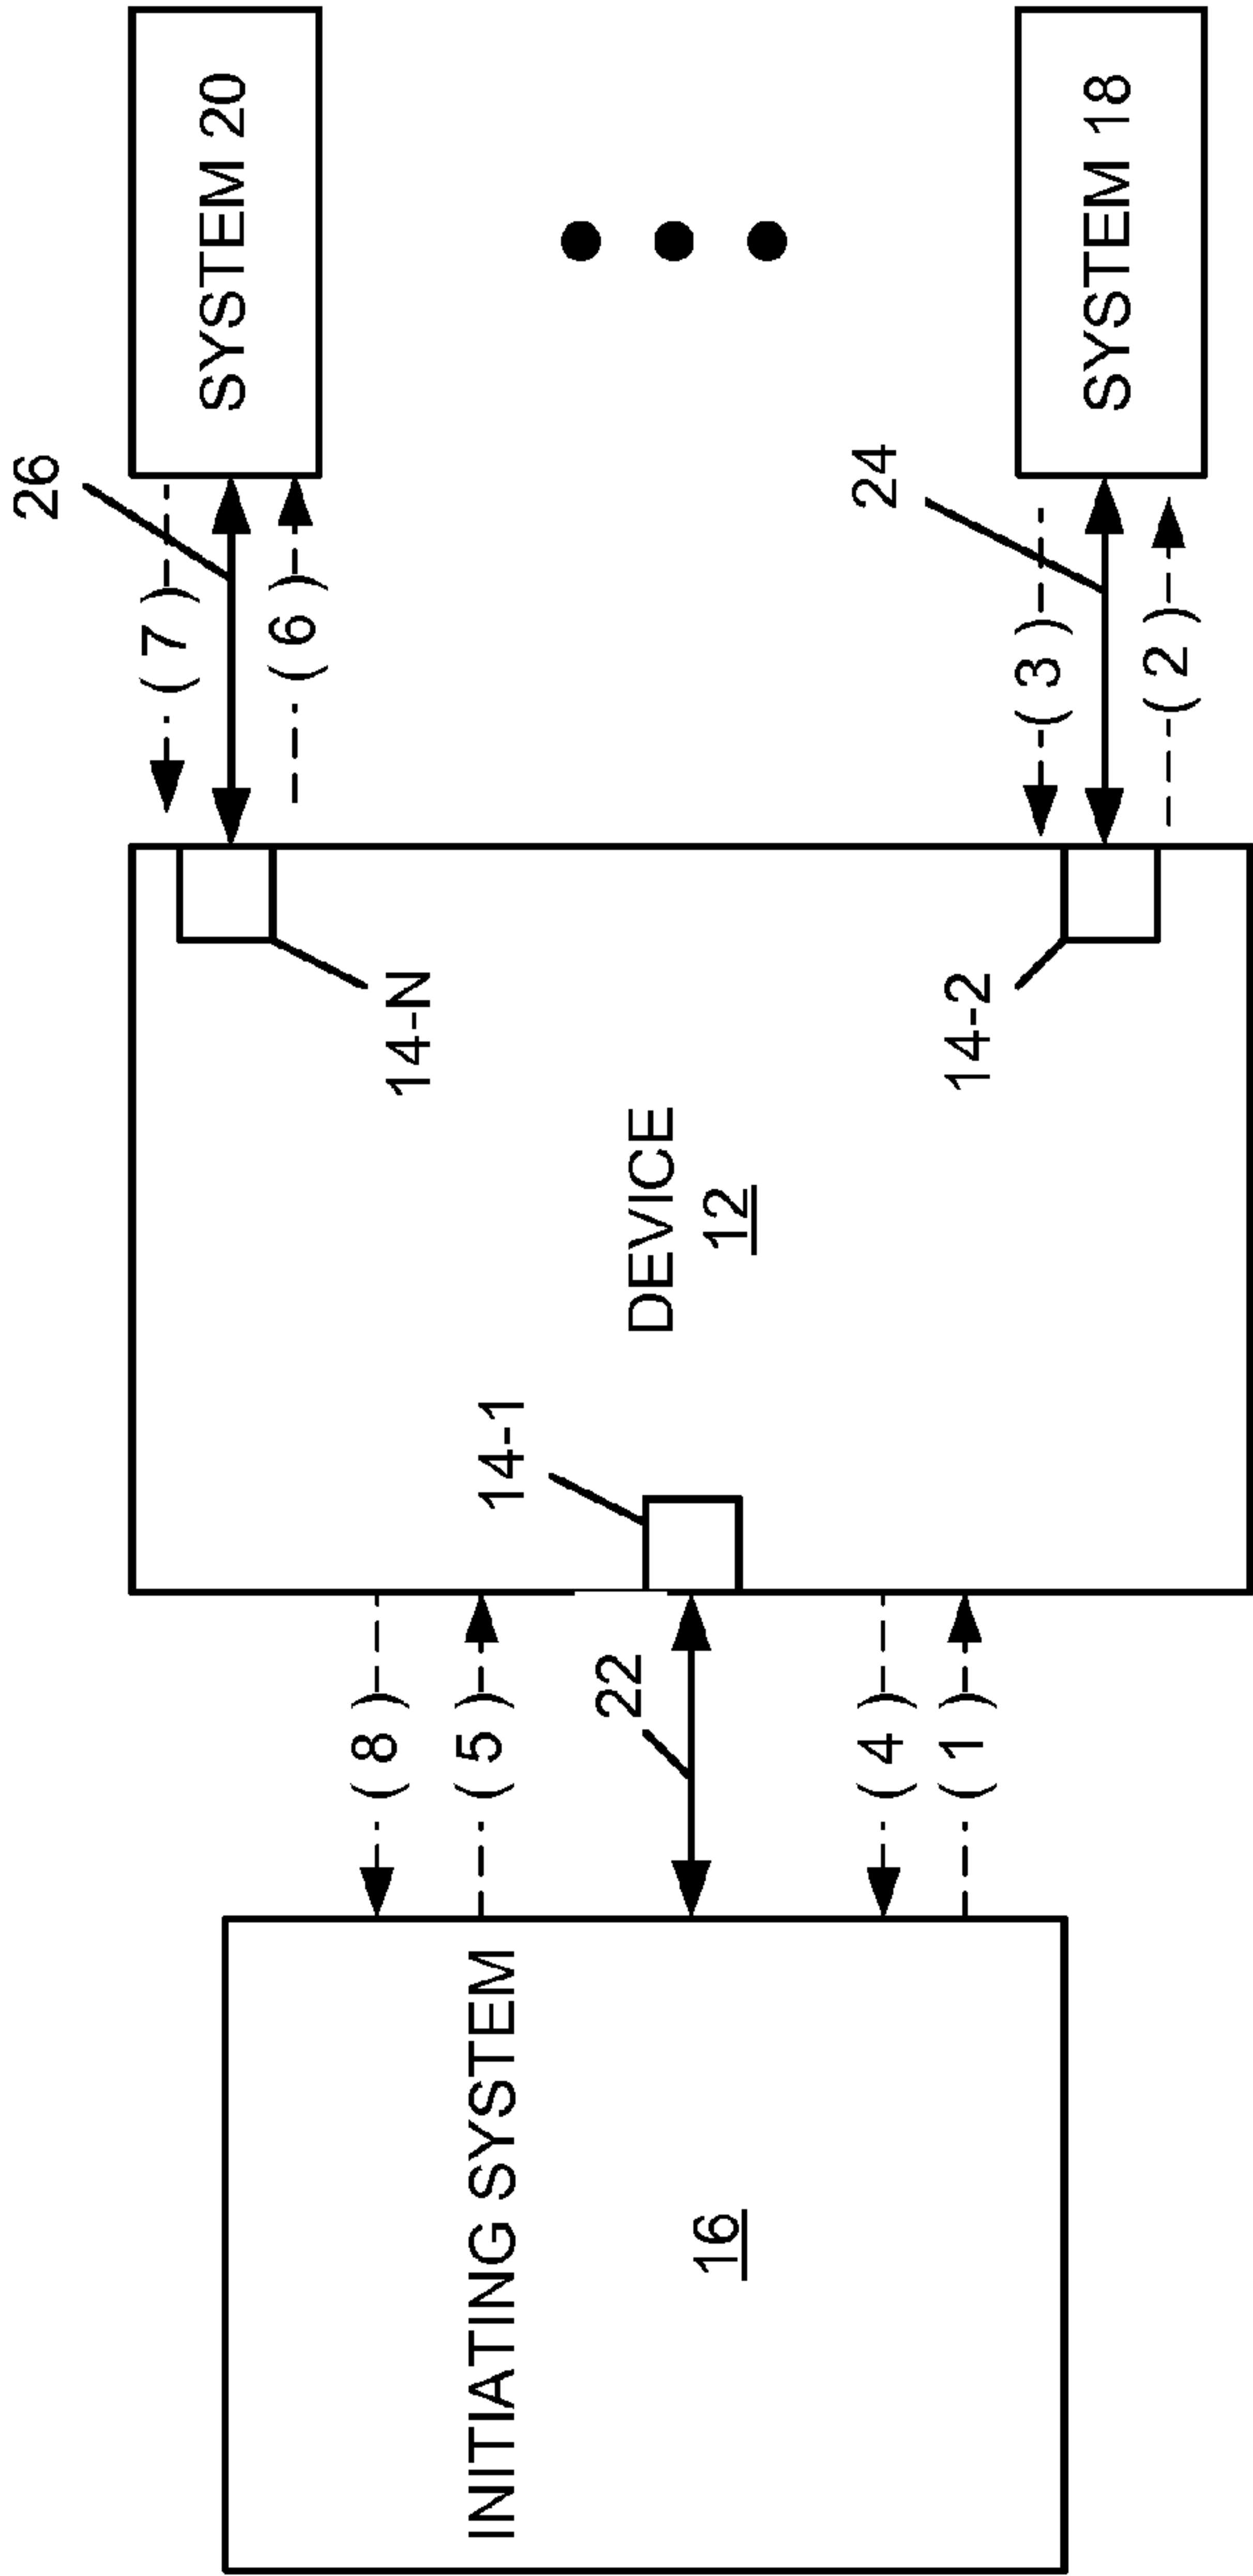 INITIATING SYSTEM
16
( 8 )
( 5 )
22
( 4 )
( 1 )
14-1
DEVICE
12
14-N
14-2
26
( 7 )
( 6 )
24
( 3 )
( 2 )
SYSTEM 20
SYSTEM 18